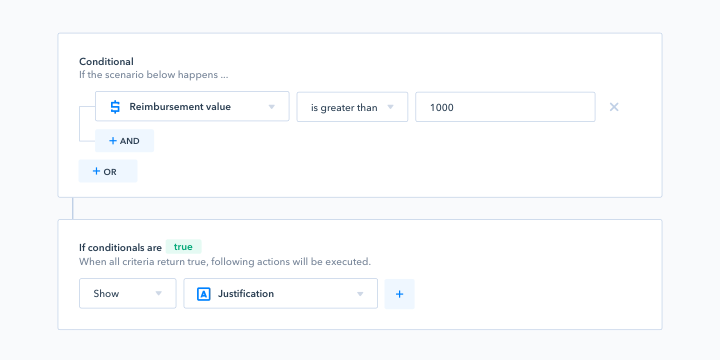 Conditional
If the scenario below happens ...
$ Reimbursement value
is greater than
1000
+ AND
+ OR
If conditionals are true
When all criteria return true, following actions will be executed.
Show
A Justification
+